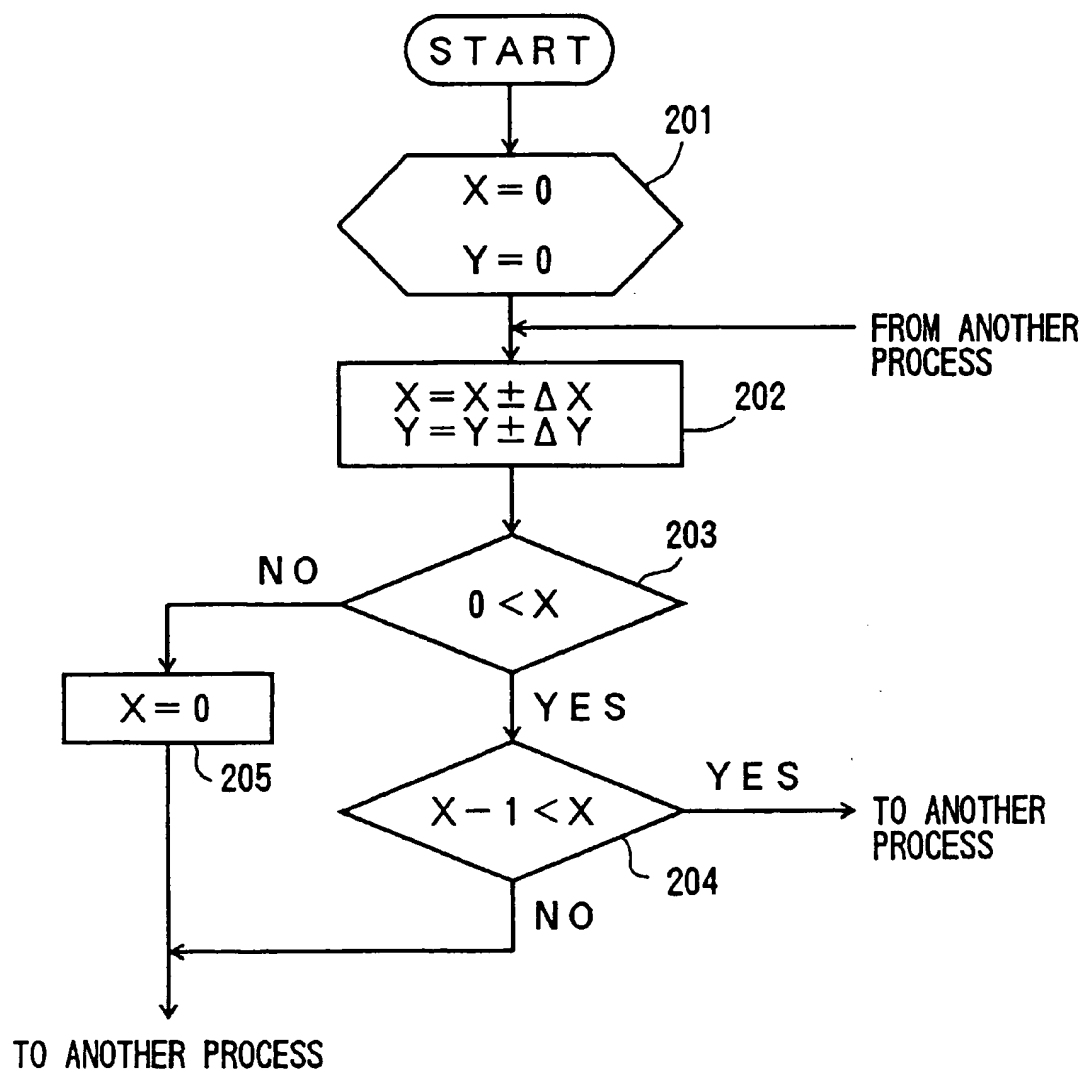 START
201
X=0
Y=0
FROM ANOTHER
PROCESS
X=X±ΔX
Y=Y±ΔY
202
203
NO
0<X
X=0
YES
205
YES
X-1<X
TO ANOTHER
PROCESS
204
NO
TO ANOTHER PROCESS